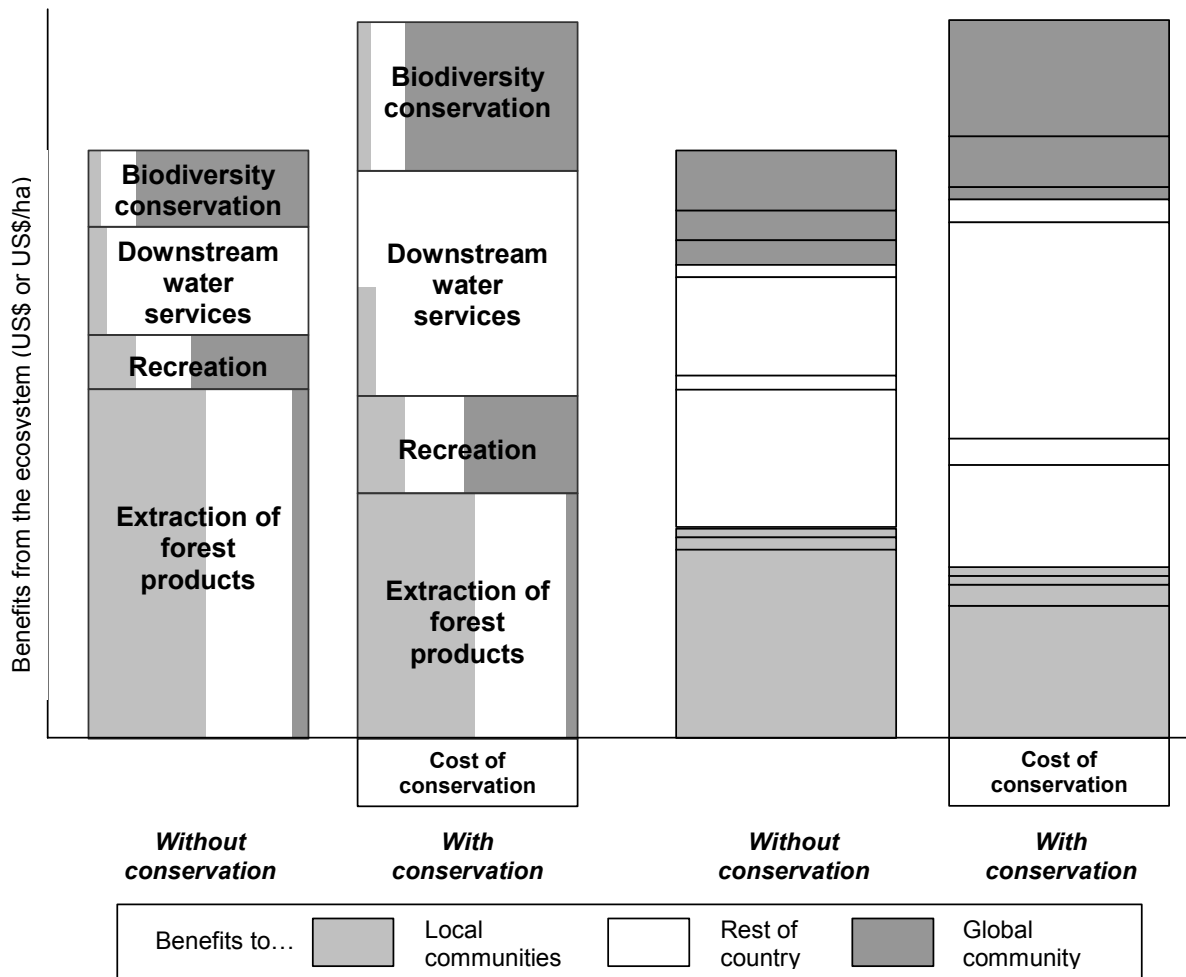 Benefits from the ecosystem (US$ or US$/ha)
Biodiversity
conservation
Downstream
water
services
Recreation
Extraction of
forest
products
Biodiversity
conservation
Downstream
water
services
Recreation
Extraction of
forest
products
Cost of
conservation
Cost of
conservation
Without
conservation
With
conservation
Without
conservation
With
conservation
Benefits to…
Local
communities
Rest of
country
Global
community